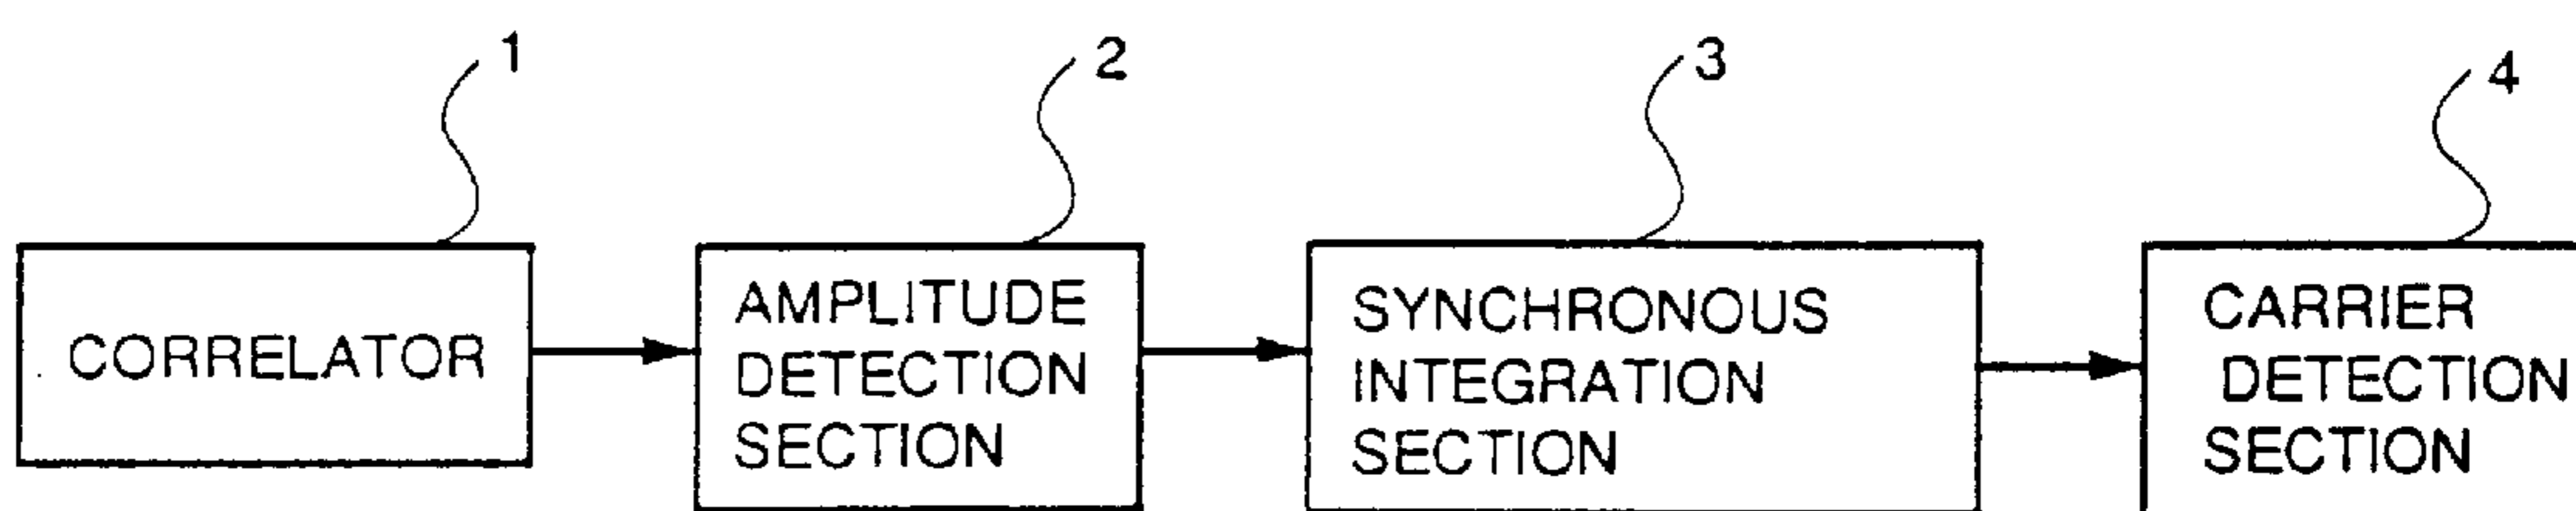 1
2
3
4
CORRELATOR
AMPLITUDE
DETECTION
SECTION
SYNCHRONOUS
INTEGRATION
SECTION
CARRIER
DETECTION
SECTION